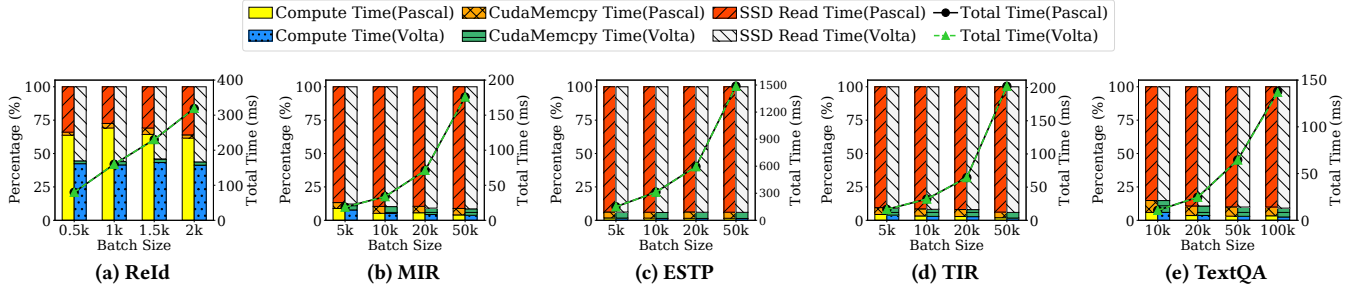 Compute Time(Pascal) CudaMemcpy Time(Pascal) SSD Read Time(Pascal) Total Time(Pascal)
Compute Time(Volta) CudaMemcpy Time(Volta) SSD Read Time(Volta) Total Time(Volta)
Percentage (%)
100
75
50
25
0
0.5k 1k 1.5k 2k
Batch Size
400
300
200
100
0
Total Time (ms)
(a) ReId
Percentage (%)
100
75
50
25
0
5k 10k 20k 50k
Batch Size
200
150
100
50
0
Total Time (ms)
(b) MIR
Percentage (%)
100
75
50
25
0
5k 10k 20k 50k
Batch Size
1500
1200
900
600
300
0
Total Time (ms)
(c) ESTP
Percentage (%)
100
75
50
25
0
5k 10k 20k 50k
Batch Size
200
150
100
50
0
Total Time (ms)
(d) TIR
Percentage (%)
100
75
50
25
0
10k 20k 50k 100k
Batch Size
150
100
50
0
Total Time (ms)
(e) TextQA